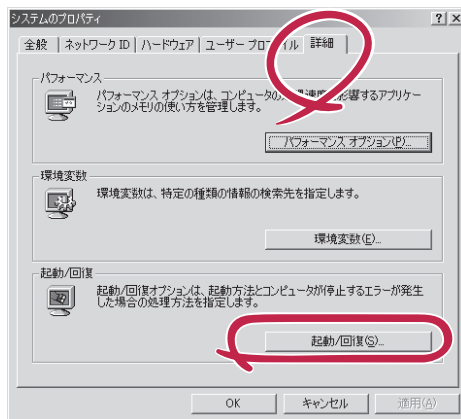 システムのプロパティ
全般 ネットワーク ID ハードウェア ユーザー プロ イル 詳細
パフォーマンス
パフォーマンス オプションは、コンピュータの 速度 影響するアプリケー
ションのメモリの使い方を管理します。
パフォーマンス オプション(P)...
環境変数
環境変数は、特定の種類の情報の検索先を指定します。
環境変数(E)...
起動/回復
起動/回復オプションは、起動方法とコンピュータが停止するエラーが発生
した場合の処理方法を指定します。
起動/回復(S)...
OK キャンセル 適用(A)